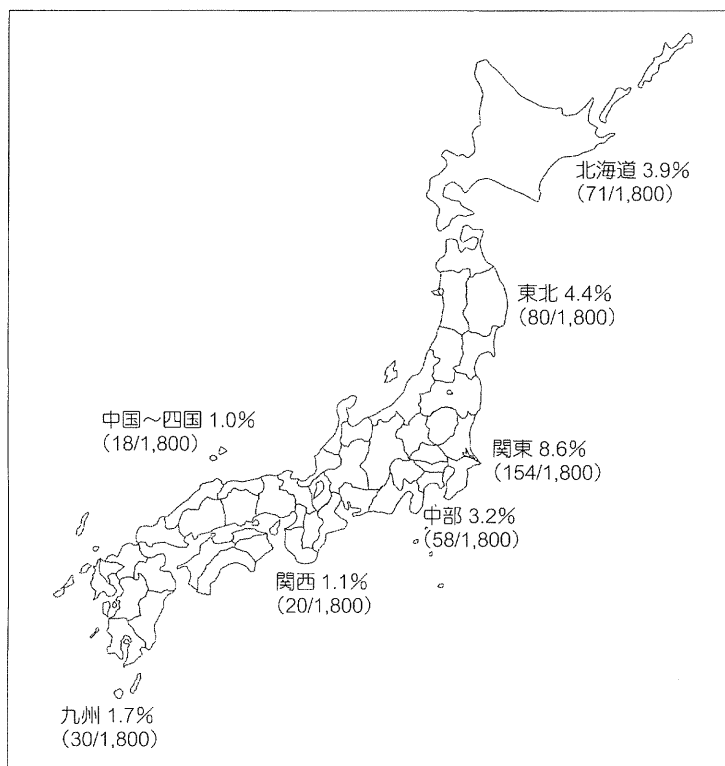 北海道 3.9%
(71/1,800)
東北 4.4%
(80/1,800)
中国～四国 1.0%
(18/1,800)
関東 8.6%
(154/1,800)
中部 3.2%
(58/1,800)
関西 1.1%
(20/1,800)
九州 1.7%
(30/1,800)